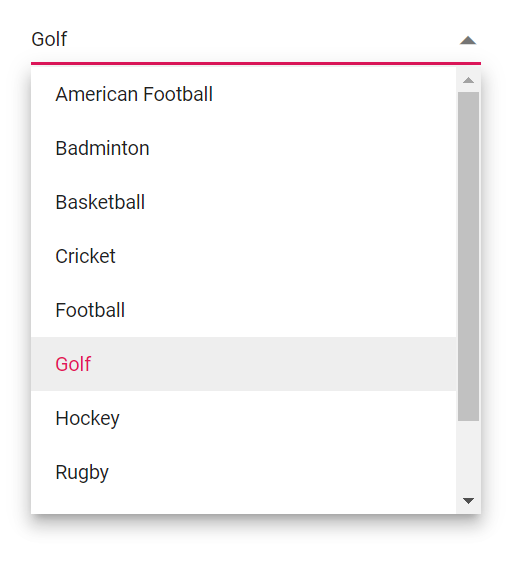 Golf
American Football
Badminton
Basketball
Cricket
Football
Golf
Hockey
Rugby